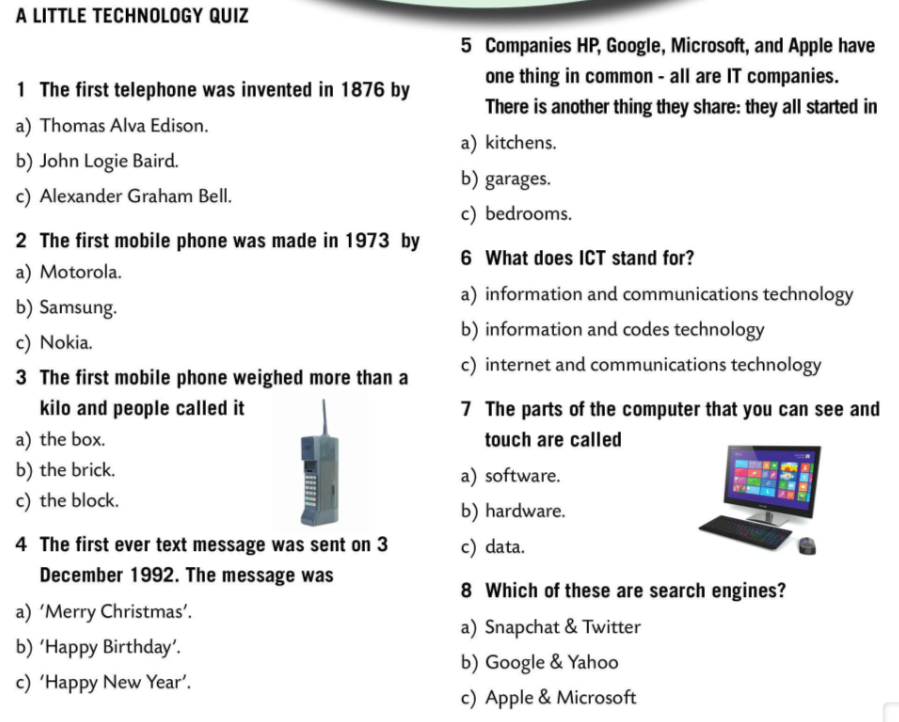 A LITTLE TECHNOLOGY QUIZ
1 The first telephone was invented in 1876 by
a) Thomas Alva Edison.
b) John Logie Baird.
c) Alexander Graham Bell.
2 The first mobile phone was made in 1973 by
a) Motorola.
b) Samsung.
c) Nokia.
3 The first mobile phone weighed more than a
kilo and people called it
a) the box.
b) the brick.
c) the block.
4 The first ever text message was sent on 3
December 1992. The message was
a) ‘Merry Christmas’.
b) ‘Happy Birthday’.
c) ‘Happy New Year’.
5 Companies HP, Google, Microsoft, and Apple have
one thing in common - all are IT companies.
There is another thing they share: they all started in
a) kitchens.
b) garages.
c) bedrooms.
6 What does ICT stand for?
a) information and communications technology
b) information and codes technology
c) internet and communications technology
7 The parts of the computer that you can see and
touch are called
a) software.
b) hardware.
c) data.
8 Which of these are search engines?
a) Snapchat & Twitter
b) Google & Yahoo
c) Apple & Microsoft